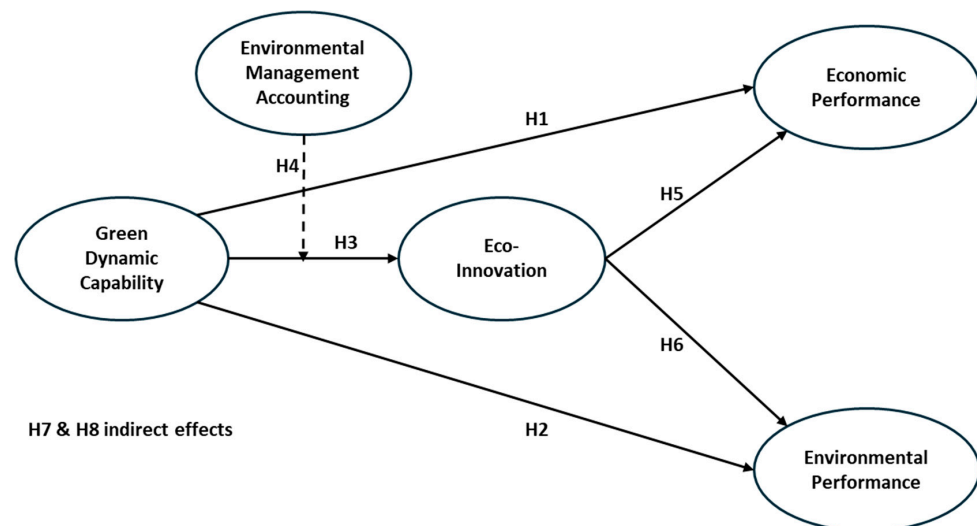 Environmental
Management
Accounting
Economic
Performance
H1
H4
Green
Dynamic
Capability
H3
Eco-
Innovation
H5
H6
H7 & H8 indirect effects
H2
Environmental
Performance